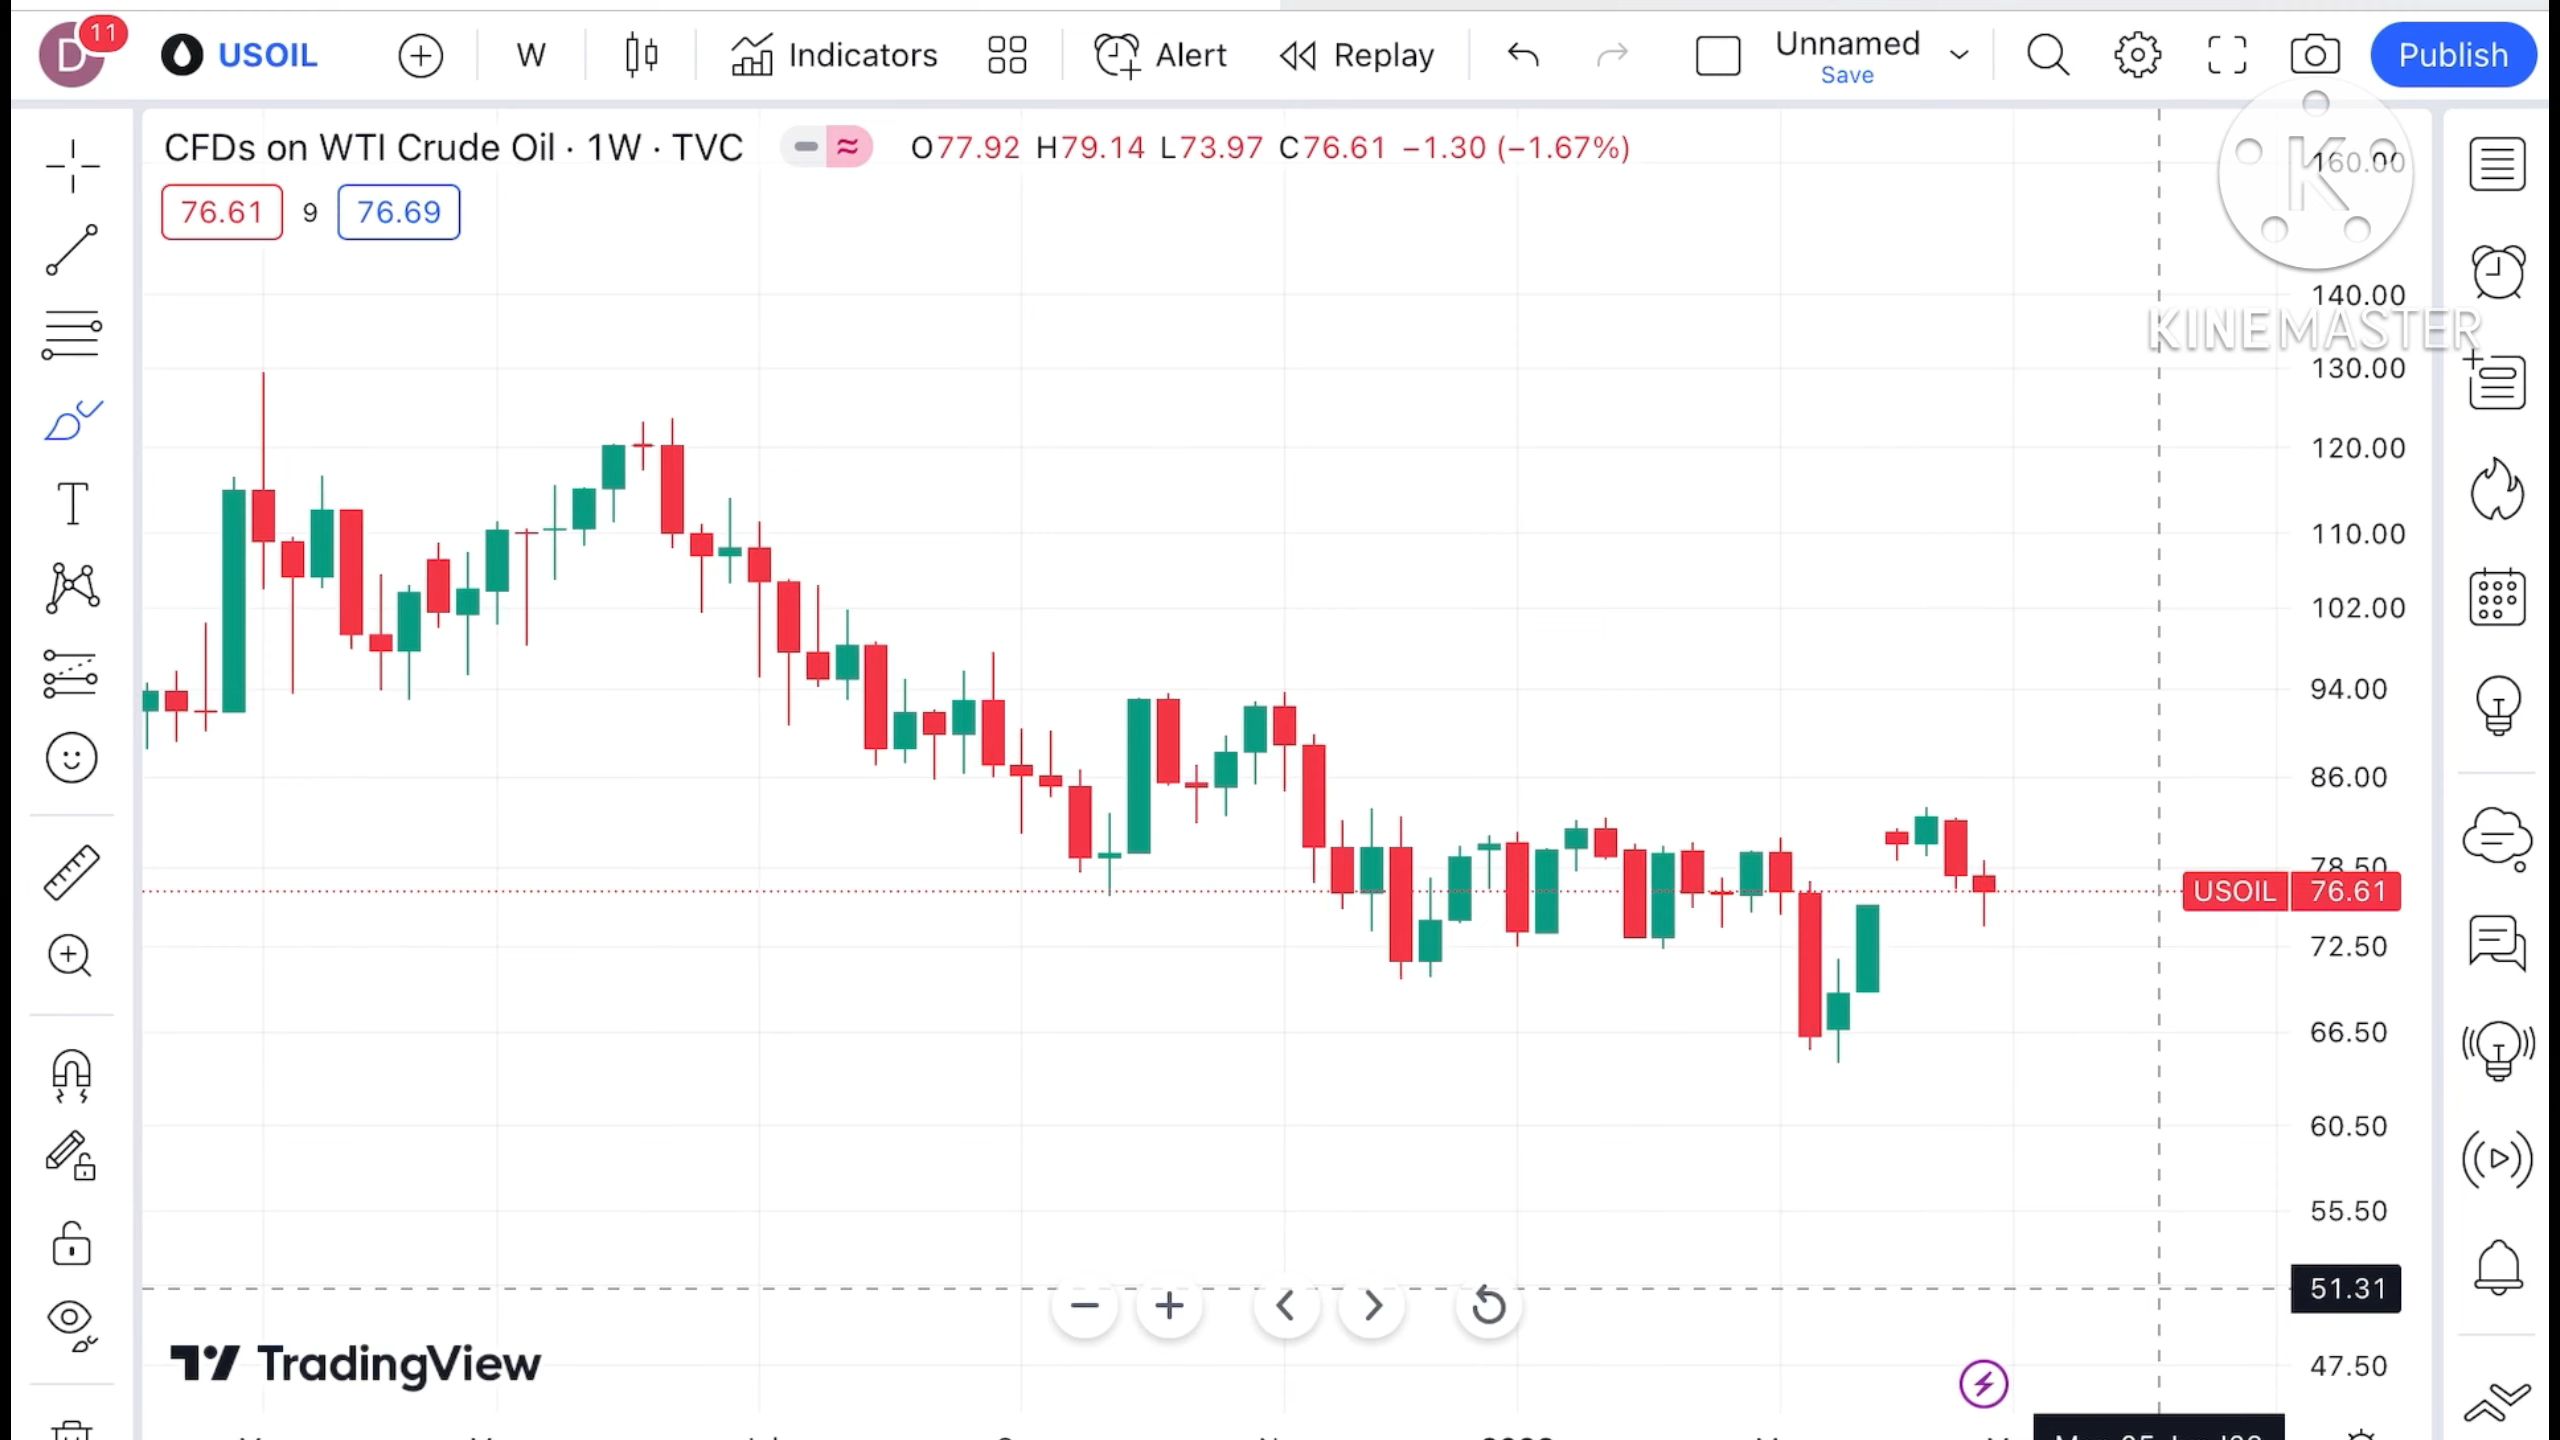 D 11 USOIL W Indicators Alert Replay Unnamed Save Publish
CFDs on WTI Crude Oil · 1W · TVC O77.92 H79.14 L73.97 C76.61 −1.30 (−1.67%)
76.61 9 76.69
K
KINEMASTER
160.00
140.00
130.00
120.00
110.00
102.00
94.00
86.00
78.50
USOIL 76.61
72.50
66.50
60.50
55.50
51.31
47.50
TradingView